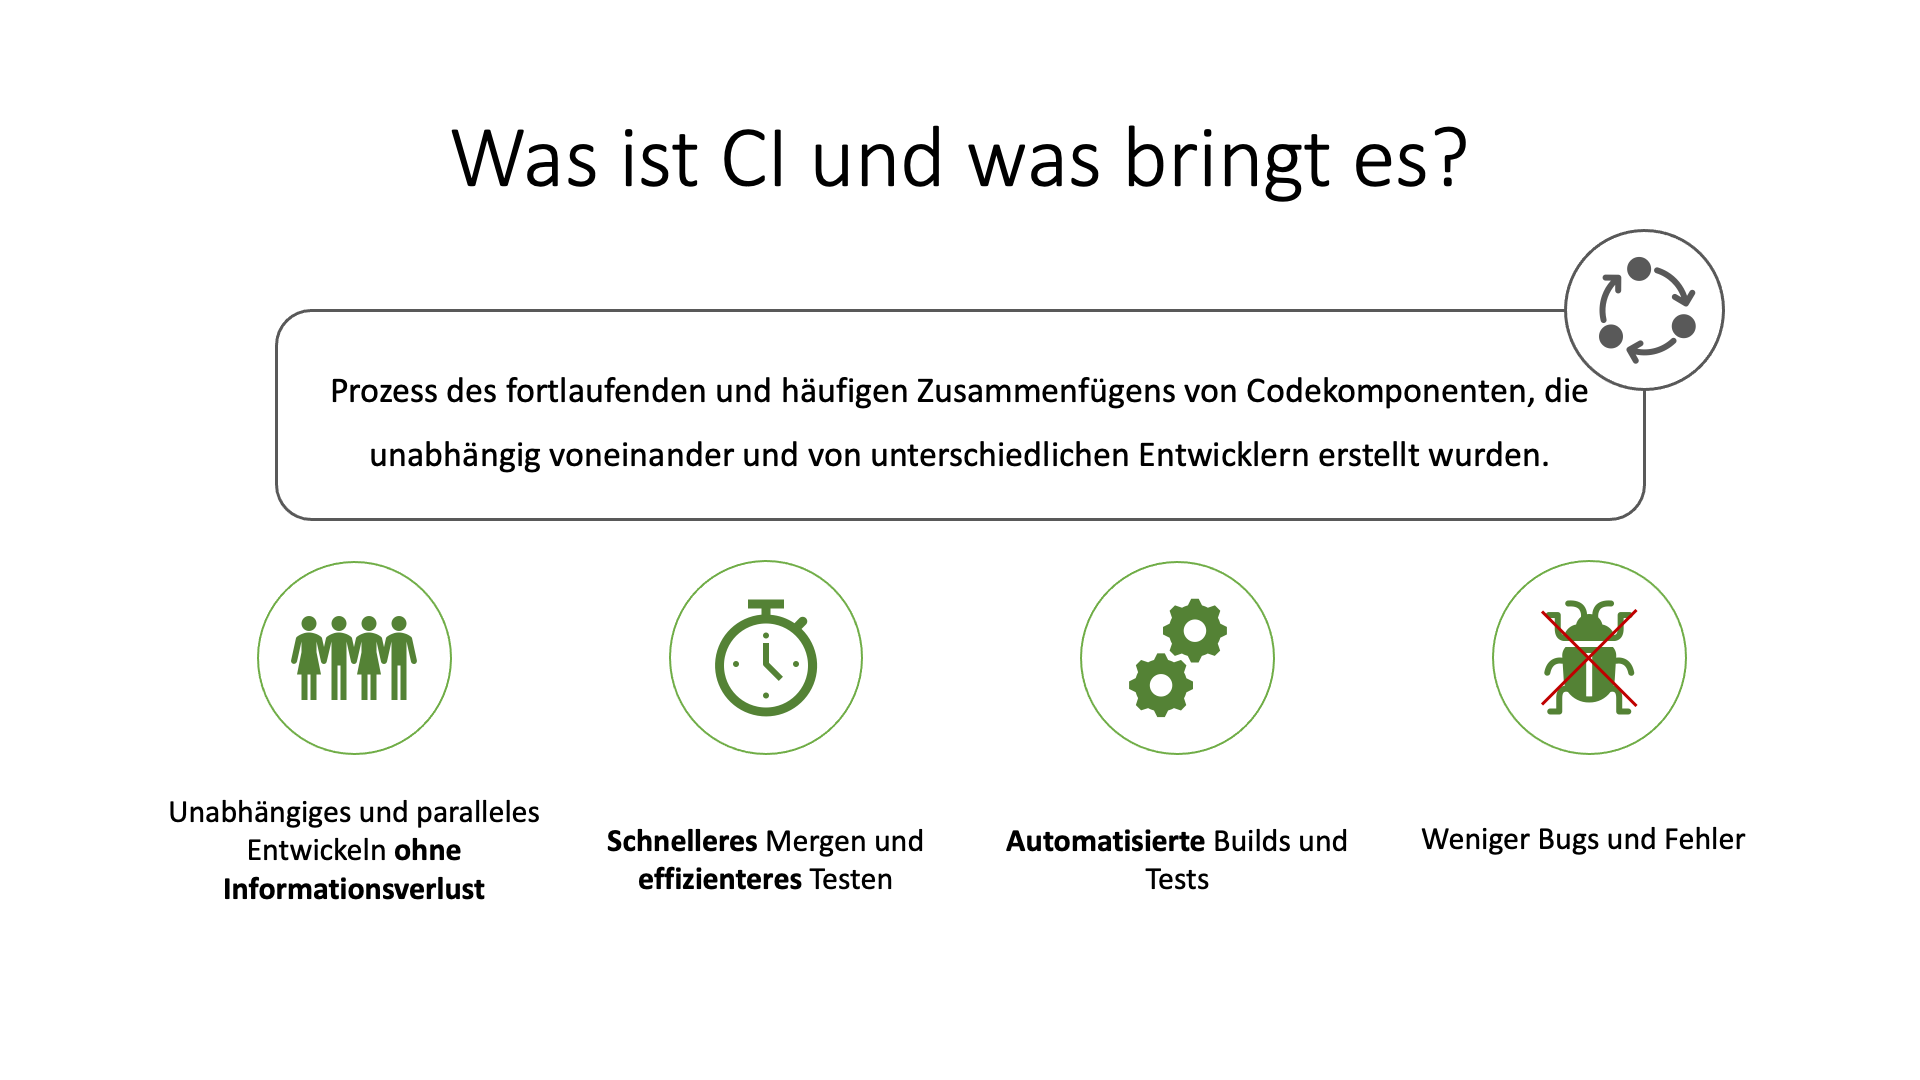 Was ist CI und was bringt es?
Prozess des fortlaufenden und häufigen Zusammenfügens von Codekomponenten, die
unabhängig voneinander und von unterschiedlichen Entwicklern erstellt wurden.
Unabhängiges und paralleles
Entwickeln ohne
Informationsverlust
Schnelleres Mergen und
effizienteres Testen
Automatisierte Builds und
Tests
Weniger Bugs und Fehler